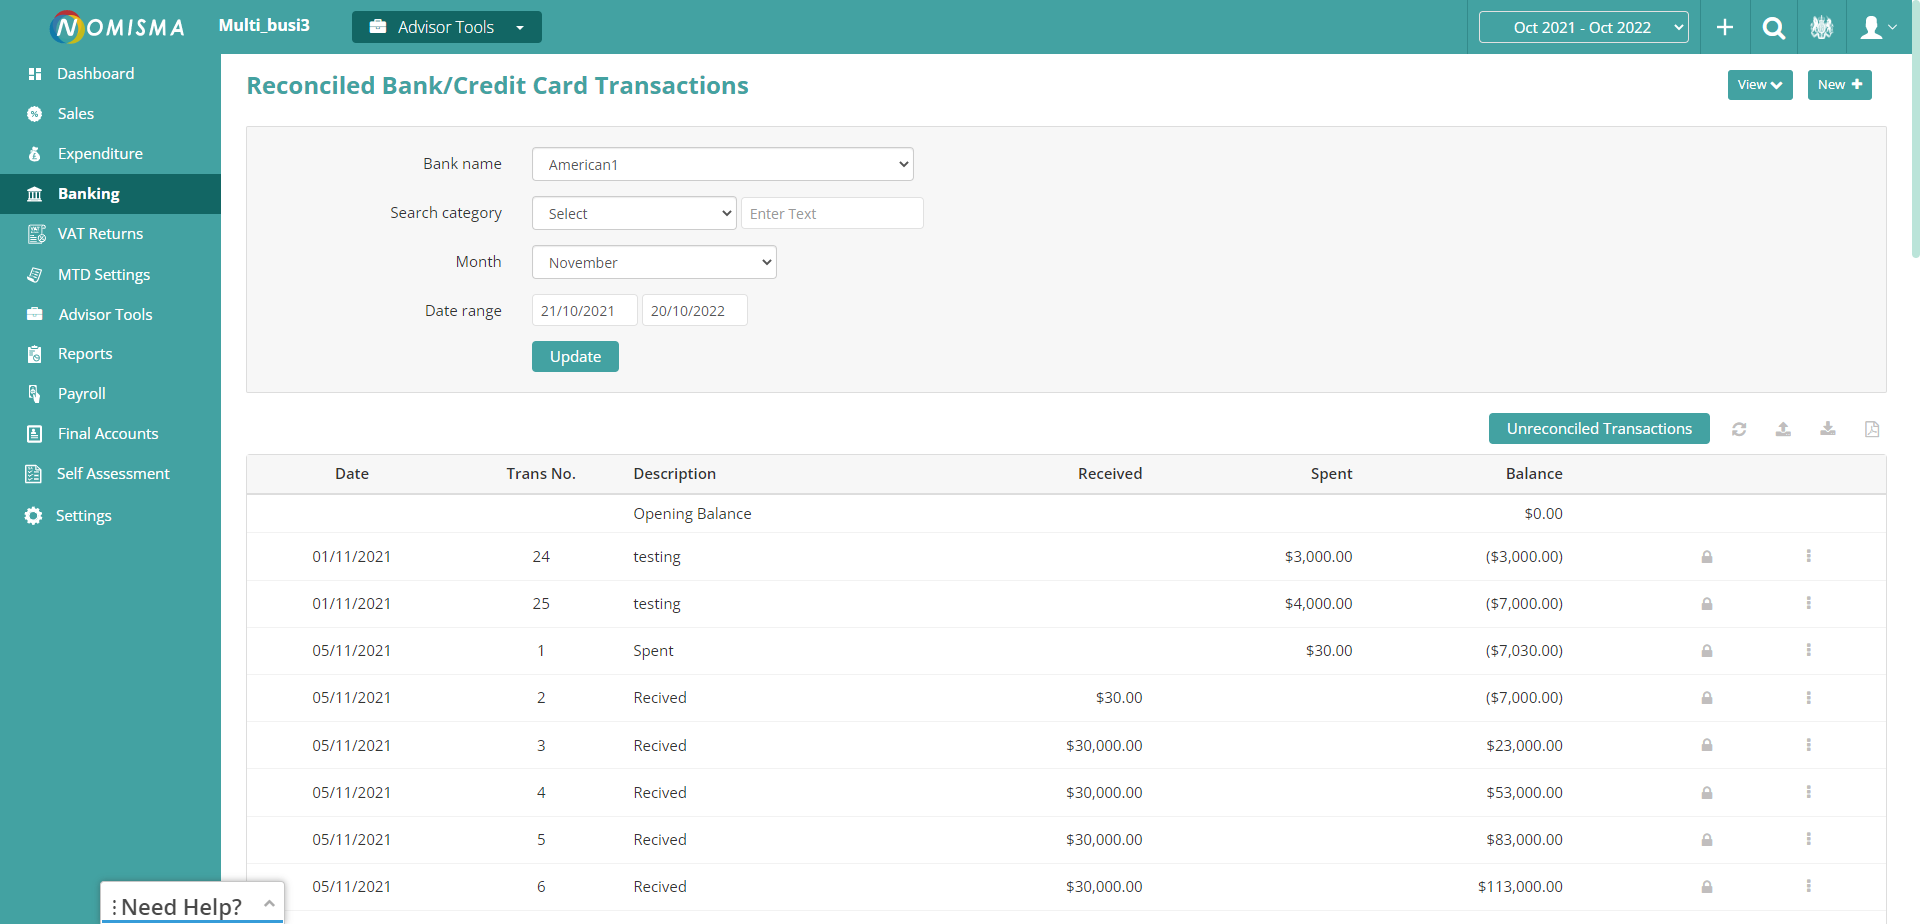 NOMISMA
Multi_busi3
Advisor Tools
Oct 2021 - Oct 2022
Dashboard
Sales
Expenditure
Banking
VAT Returns
MTD Settings
Advisor Tools
Reports
Payroll
Final Accounts
Self Assessment
Settings
Reconciled Bank/Credit Card Transactions
View
New
Bank name American1
Search category Select Enter Text
Month November
Date range 21/10/2021 20/10/2022
Update
Unreconciled Transactions
Date Trans No. Description Received Spent Balance
Opening Balance $0.00
01/11/2021 24 testing $3,000.00 ($3,000.00)
01/11/2021 25 testing $4,000.00 ($7,000.00)
05/11/2021 1 Spent $30.00 ($7,030.00)
05/11/2021 2 Recived $30.00 ($7,000.00)
05/11/2021 3 Recived $30,000.00 $23,000.00
05/11/2021 4 Recived $30,000.00 $53,000.00
05/11/2021 5 Recived $30,000.00 $83,000.00
05/11/2021 6 Recived $30,000.00 $113,000.00
Need Help?